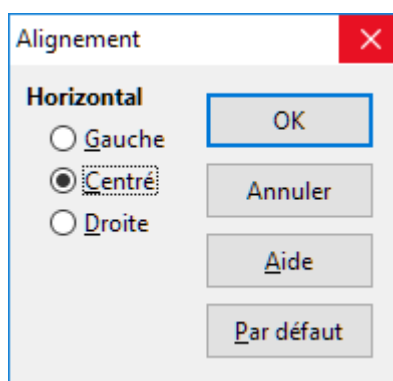 Alignement
Horizontal
Gauche
Centré
Droite
OK
Annuler
Aide
Par défaut